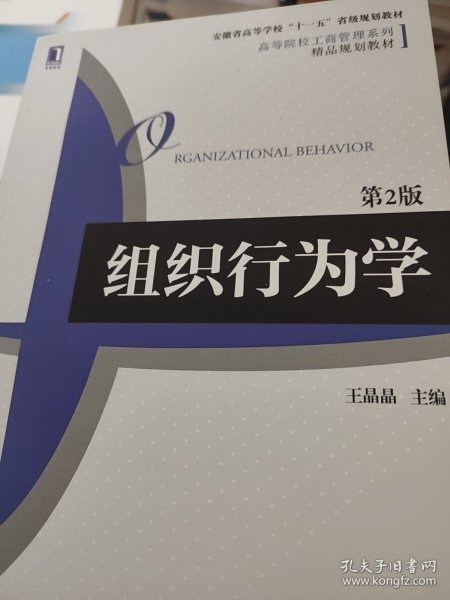 安徽省高等学校“十一五”省级规划教材
高等院校工商管理系列
精品规划教材
ORGANIZATIONAL BEHAVIOR
第2版
组织行为学
王晶晶 主编
孔夫子旧书网
www.kongfz.com